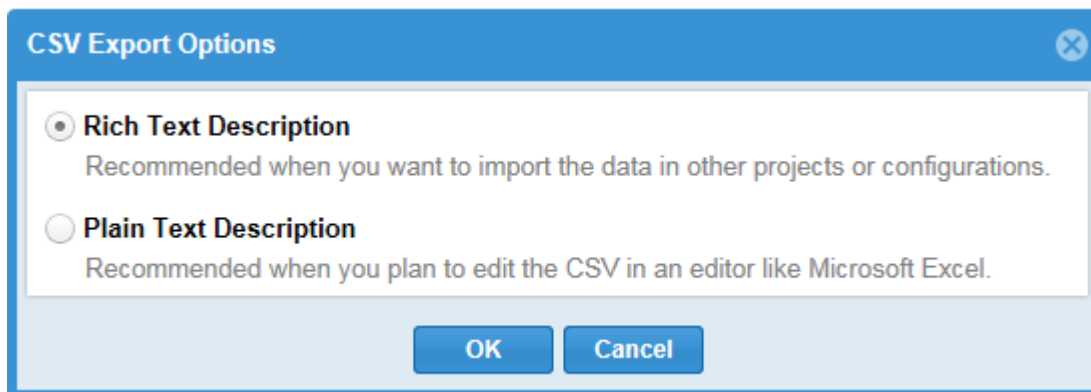 CSV Export Options
Rich Text Description
Recommended when you want to import the data in other projects or configurations.
Plain Text Description
Recommended when you plan to edit the CSV in an editor like Microsoft Excel.
OK
Cancel